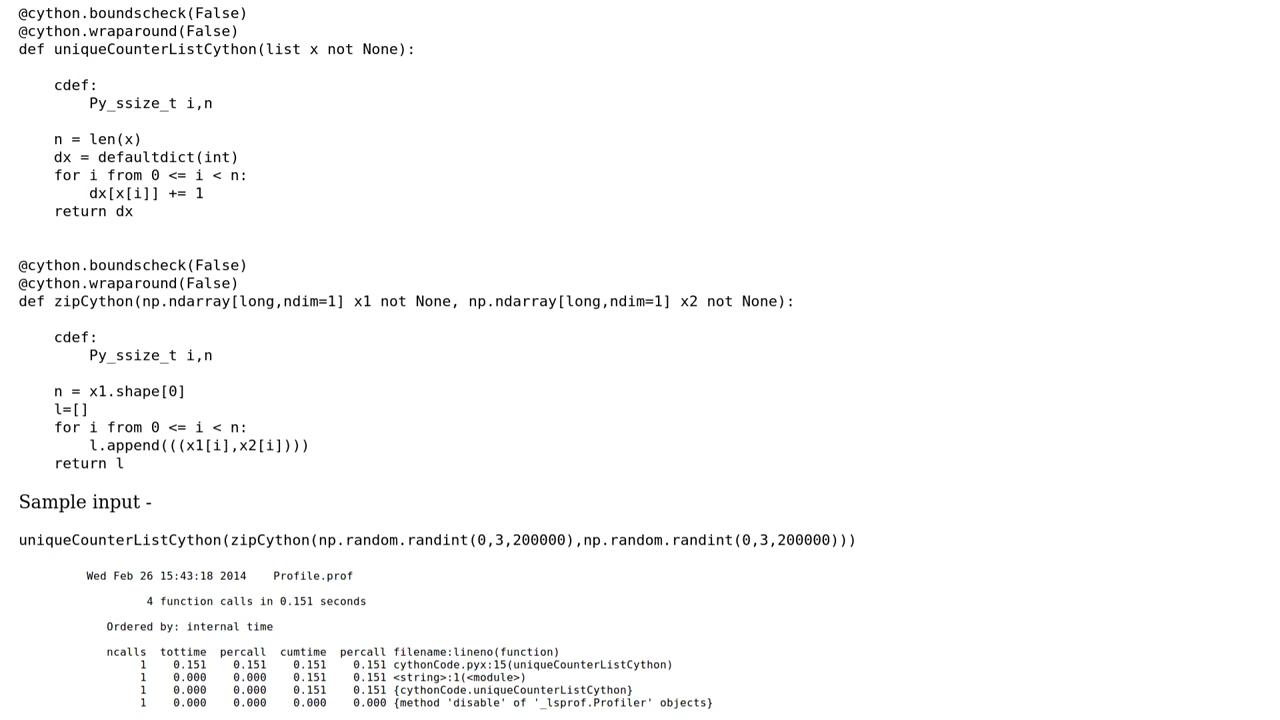 @cython.boundscheck(False)
@cython.wraparound(False)
def uniqueCounterListCython(list x not None):
    cdef:
        Py_ssize_t i,n
    n = len(x)
    dx = defaultdict(int)
    for i from 0 <= i < n:
        dx[x[i]] += 1
    return dx
@cython.boundscheck(False)
@cython.wraparound(False)
def zipCython(np.ndarray[long,ndim=1] x1 not None, np.ndarray[long,ndim=1] x2 not None):
    cdef:
        Py_ssize_t i,n
    n = x1.shape[0]
    l=[]
    for i from 0 <= i < n:
        l.append(((x1[i],x2[i])))
    return l
Sample input -
uniqueCounterListCython(zipCython(np.random.randint(0,3,200000),np.random.randint(0,3,200000)))
Wed Feb 26 15:43:18 2014    Profile.prof
4 function calls in 0.151 seconds
Ordered by: internal time
ncalls  tottime  percall  cumtime  percall filename:lineno(function)
1    0.151    0.151    0.151    0.151 cythonCode.pyx:15(uniqueCounterListCython)
1    0.000    0.000    0.151    0.151 <string>:1(<module>)
1    0.000    0.000    0.151    0.151 {cythonCode.uniqueCounterListCython}
1    0.000    0.000    0.000    0.000 {method 'disable' of '_lsprof.Profiler' objects}